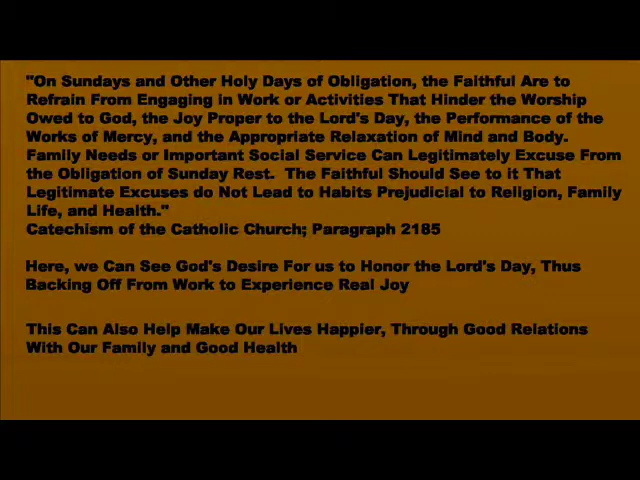 "On Sundays and Other Holy Days of Obligation, the Faithful Are to
Refrain From Engaging in Work or Activities That Hinder the Worship
Owed to God, the Joy Proper to the Lord's Day, the Performance of the
Works of Mercy, and the Appropriate Relaxation of Mind and Body.
Family Needs or Important Social Service Can Legitimately Excuse From
the Obligation of Sunday Rest.  The Faithful Should See to it That
Legitimate Excuses do Not Lead to Habits Prejudicial to Religion, Family
Life, and Health."
Catechism of the Catholic Church; Paragraph 2185
Here, we Can See God's Desire For us to Honor the Lord's Day, Thus
Backing Off From Work to Experience Real Joy
This Can Also Help Make Our Lives Happier, Through Good Relations
With Our Family and Good Health